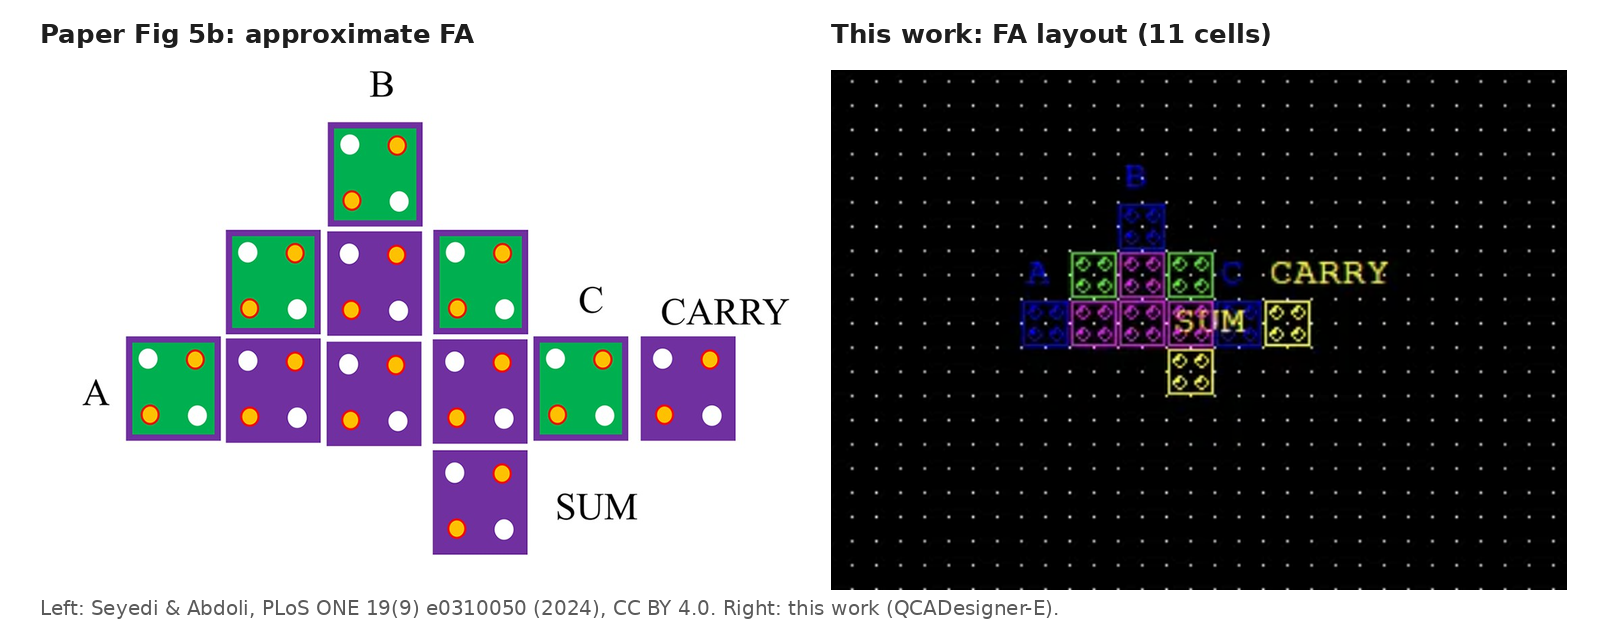 Paper Fig 5b: approximate FA
This work: FA layout (11 cells)
B
C
CARRY
A
SUM
B
A
C
CARRY
SUM
Left: Seyedi & Abdoli, PLoS ONE 19(9) e0310050 (2024), CC BY 4.0. Right: this work (QCADesigner-E).